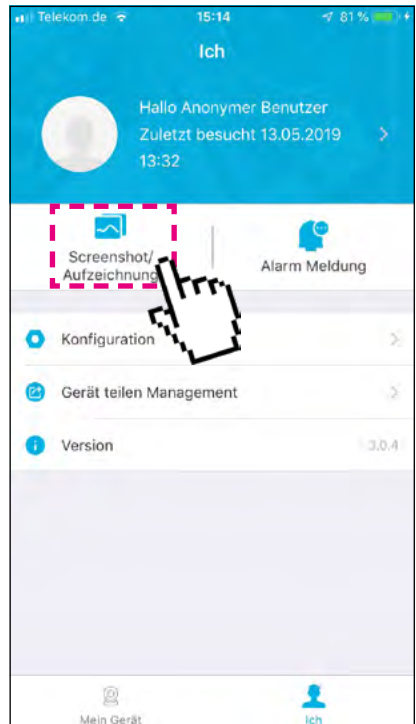 Telekom.de 15:14 81 %
Ich
Hallo Anonymer Benutzer
Zuletzt besucht 13.05.2019
13:32
Screenshot/
Aufzeichnung
Alarm Meldung
Konfiguration
Gerät teilen Management
Version 3.0.4
Mein Gerät Ich